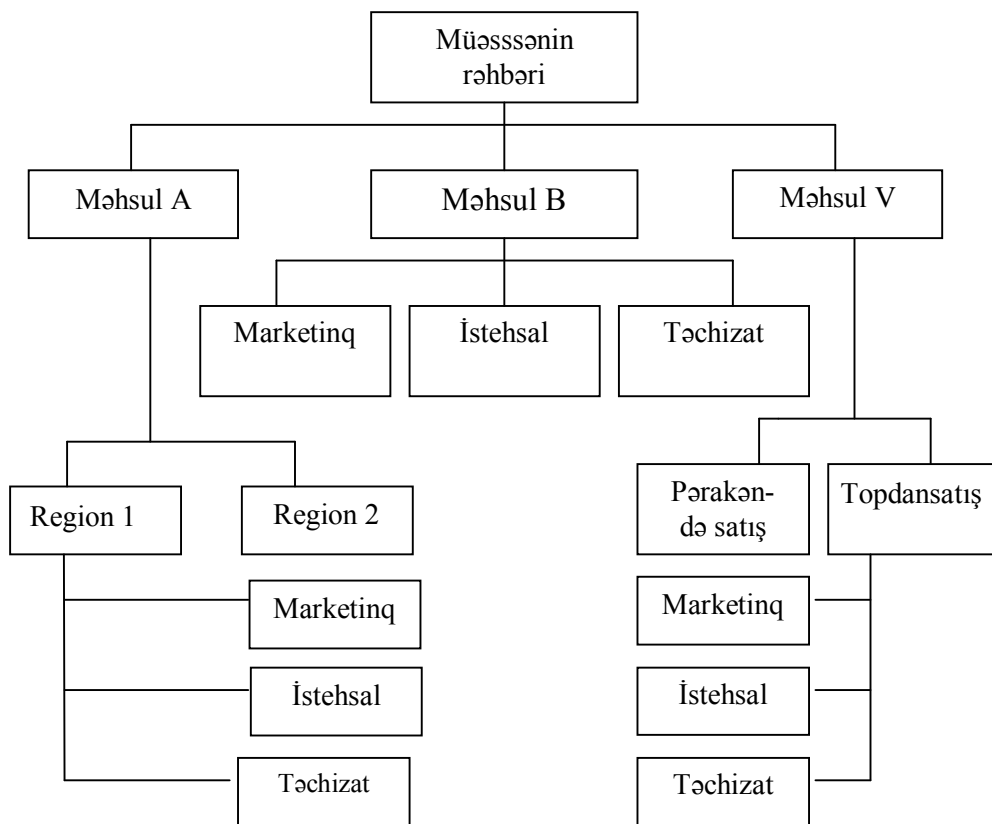 Müəsssənin
rəhbəri
Məhsul A
Məhsul B
Məhsul V
Marketinq
İstehsal
Təchizat
Region 1
Region 2
Pərakən-
də satış
Topdansatış
Marketinq
Marketinq
İstehsal
İstehsal
Təchizat
Təchizat